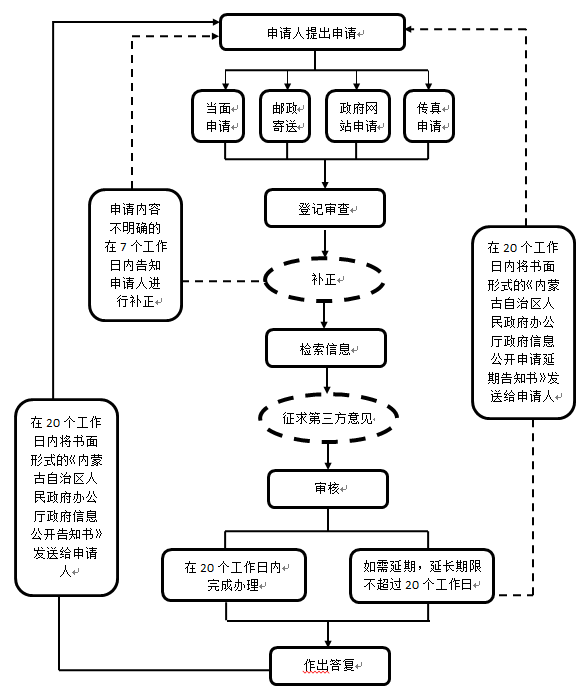 申请人提出申请
当面
申请
邮政
寄送
政府网
站申请
传真
申请
登记审查
申请内容
不明确的
在 7 个工作
日内告知
申请人进
行补正
补正
在 20 个工作
日内将书面
形式的《内蒙
古自治区人
民政府办公
厅政府信息
公开申请延
期告知书》发
送给申请人
检索信息
征求第三方意见
在 20 个工作
日内将书面
形式的《内蒙
古自治区人
民政府办公
厅政府信息
公开告知书》
发送给申请
人
审核
在 20 个工作日内
完成办理
如需延期，延长期限
不超过 20 个工作日
作出答复